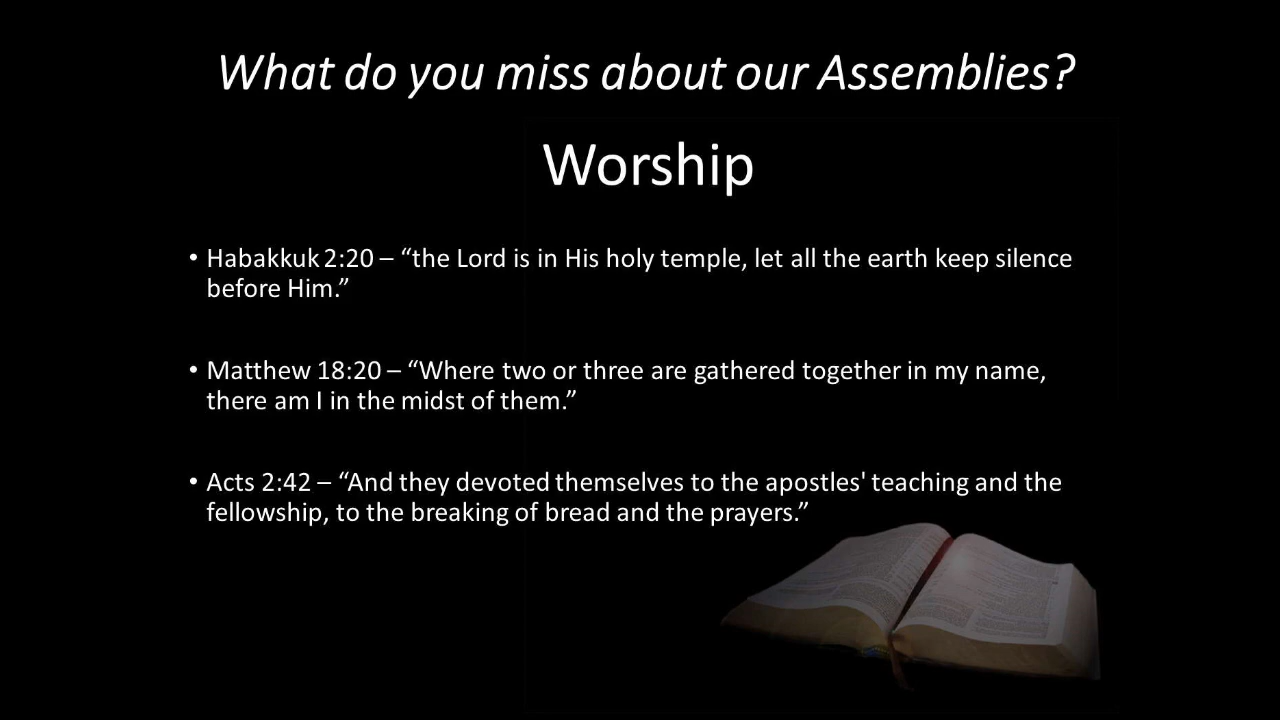 What do you miss about our Assemblies?
Worship
• Habakkuk 2:20 – “the Lord is in His holy temple, let all the earth keep silence
before Him.”
• Matthew 18:20 – “Where two or three are gathered together in my name,
there am I in the midst of them.”
• Acts 2:42 – “And they devoted themselves to the apostles' teaching and the
fellowship, to the breaking of bread and the prayers.”